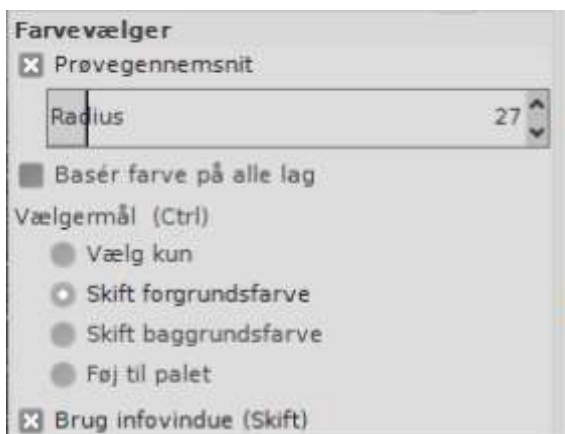 Farvevælger
Prøvegennemsnit
Radius 27
Basér farve på alle lag
Vælgermål (Ctrl)
Vælg kun
Skift forgrundsfarve
Skift baggrundsfarve
Føj til palet
Brug infovindue (Skift)